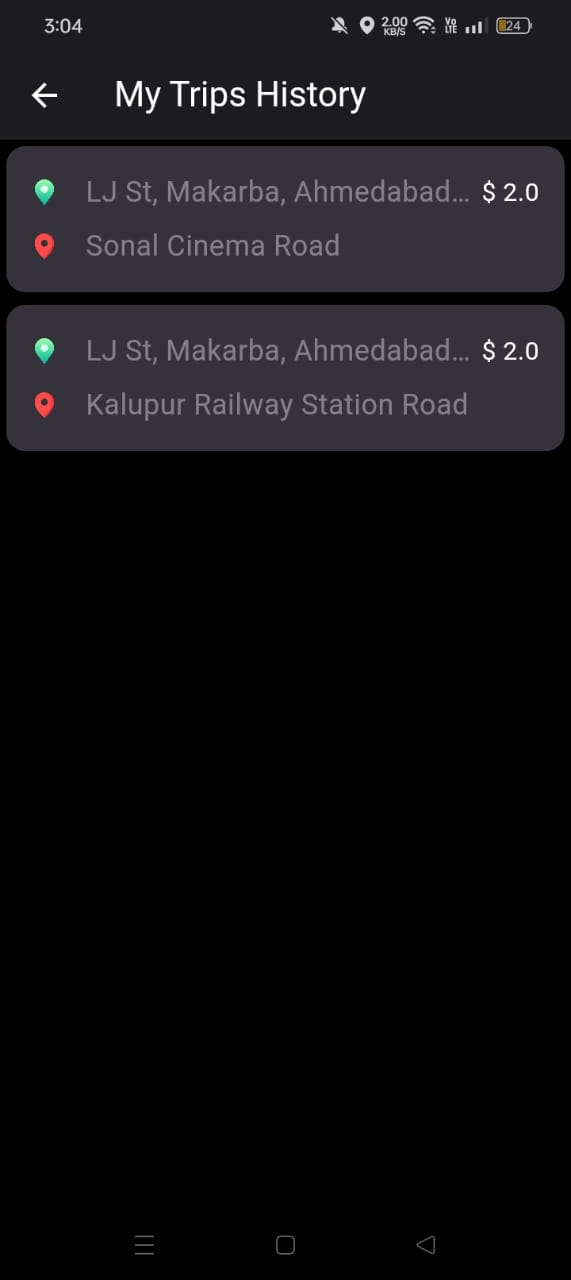 3:04
2.00
KB/S
Vo
LTE
24
My Trips History
LJ St, Makarba, Ahmedabad... $ 2.0
Sonal Cinema Road
LJ St, Makarba, Ahmedabad... $ 2.0
Kalupur Railway Station Road